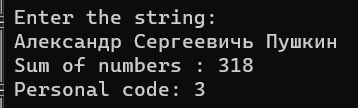 Enter the string:
Александр Сергеевичь Пушкин
Sum of numbers : 318
Personal code: 3